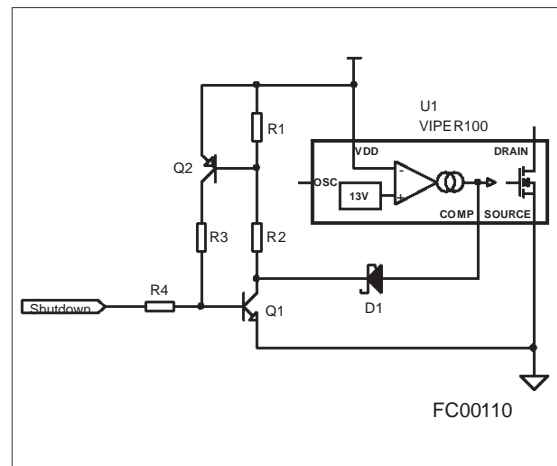 U1
VIPER100
R1
VDD
DRAIN
Q2
-
OSC
13V
+
COMP
SOURCE
R3
R2
D1
R4
Shutdown
Q1
FC00110